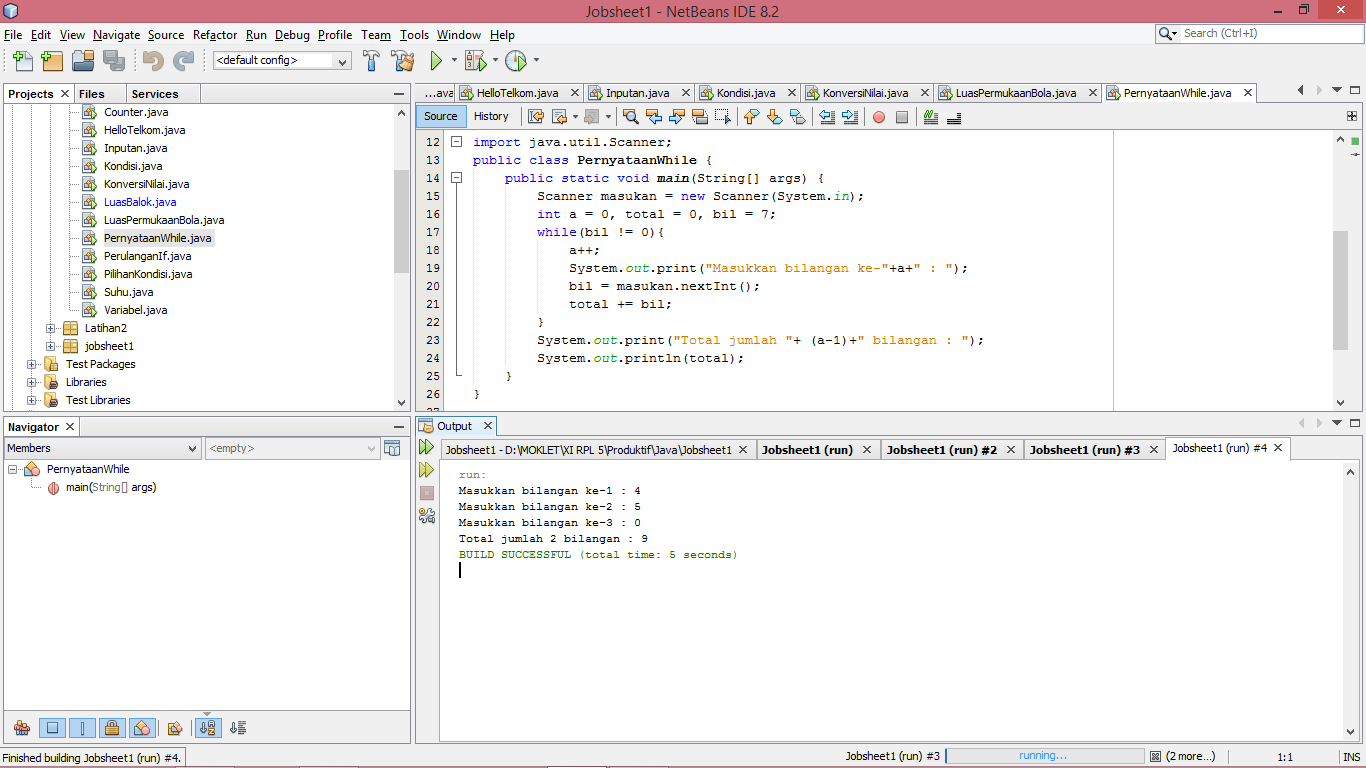 Jobsheet1 - NetBeans IDE 8.2
File Edit View Navigate Source Refactor Run Debug Profile Team Tools Window Help
Search (Ctrl+I)
<default config>
Projects Files Services
Counter.java
HelloTelkom.java
Inputan.java
Kondisi.java
KonversiNilai.java
LuasBalok.java
LuasPermukaanBola.java
PernyataanWhile.java
PerulanganIf.java
PilihanKondisi.java
Suhu.java
Variabel.java
Latihan2
jobsheet1
Test Packages
Libraries
Test Libraries
...ava HelloTelkom.java Inputan.java Kondisi.java KonversiNilai.java LuasPermukaanBola.java PernyataanWhile.java
Source History
12 import java.util.Scanner;
13 public class PernyataanWhile {
14 public static void main(String[] args) {
15 Scanner masukan = new Scanner(System.in);
16 int a = 0, total = 0, bil = 7;
17 while(bil != 0){
18 a++;
19 System.out.print("Masukkan bilangan ke-"+a+" : ");
20 bil = masukan.nextInt();
21 total += bil;
22 }
23 System.out.print("Total jumlah "+ (a-1)+" bilangan : ");
24 System.out.println(total);
25 }
26 }
Navigator
Members <empty>
PernyataanWhile
main(String[] args)
Output
Jobsheet1 - D:\MOKLET\XI RPL 5\Produktif\Java\Jobsheet1 Jobsheet1 (run) Jobsheet1 (run) #2 Jobsheet1 (run) #3 Jobsheet1 (run) #4
run:
Masukkan bilangan ke-1 : 4
Masukkan bilangan ke-2 : 5
Masukkan bilangan ke-3 : 0
Total jumlah 2 bilangan : 9
BUILD SUCCESSFUL (total time: 5 seconds)
Finished building Jobsheet1 (run) #4.
Jobsheet1 (run) #3 running... (2 more...) 1:1 INS